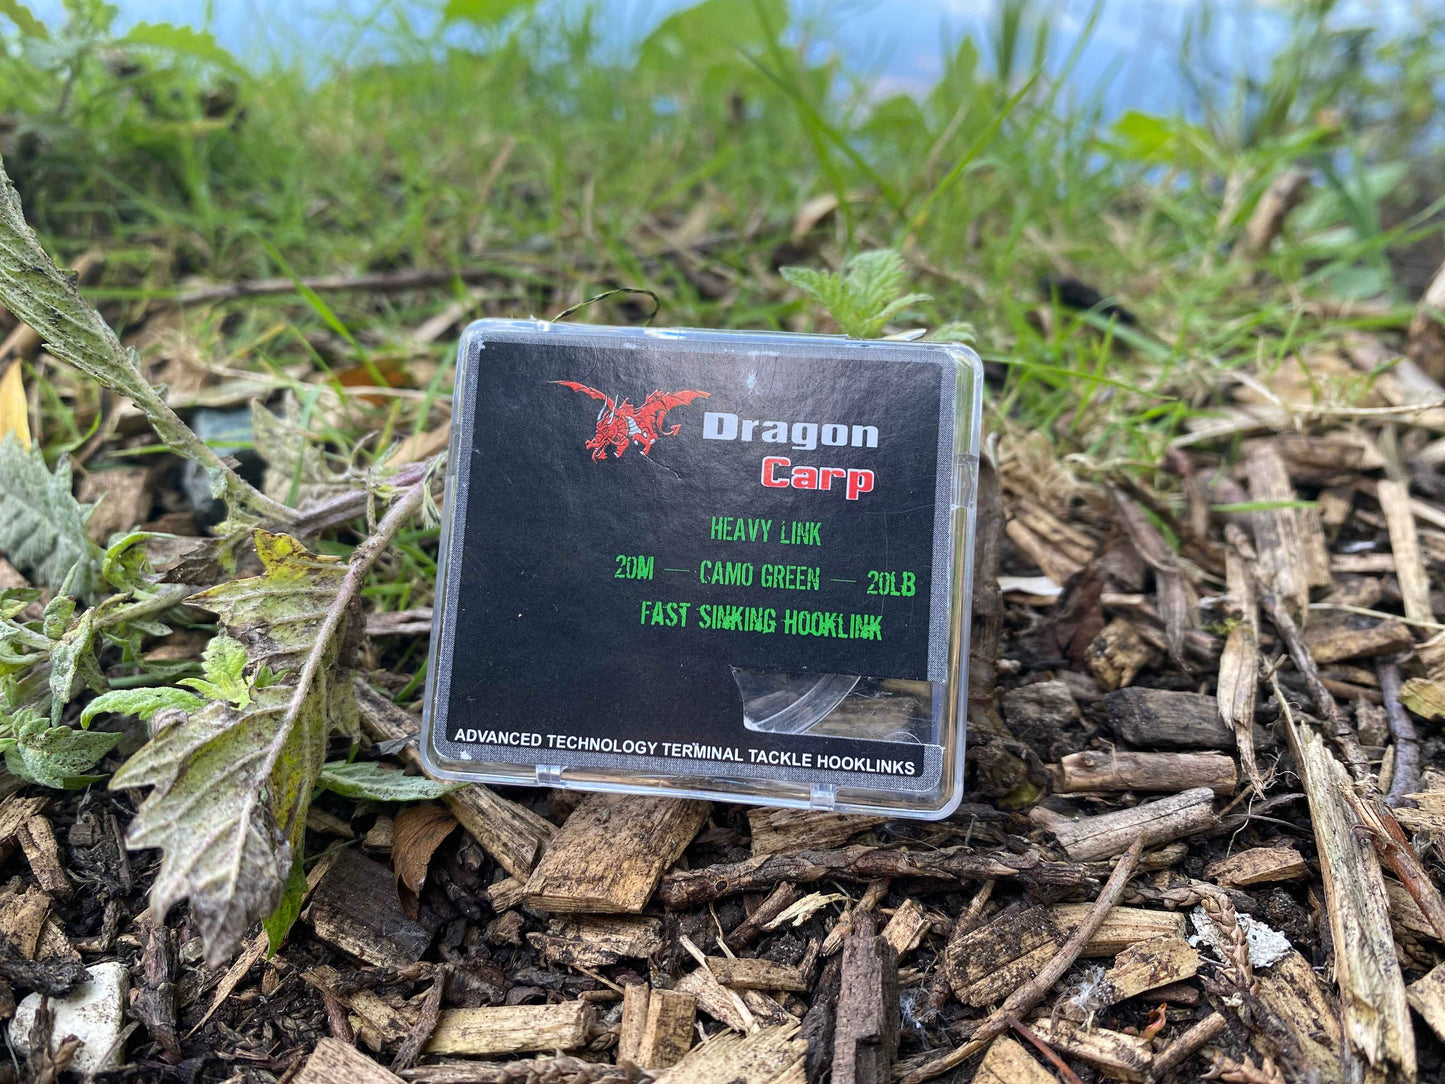 Dragon
Carp
HEAVY LINK
20M — CAMO GREEN — 20LB
FAST SINKING HOOKLINK
ADVANCED TECHNOLOGY TERMINAL TACKLE HOOKLINKS